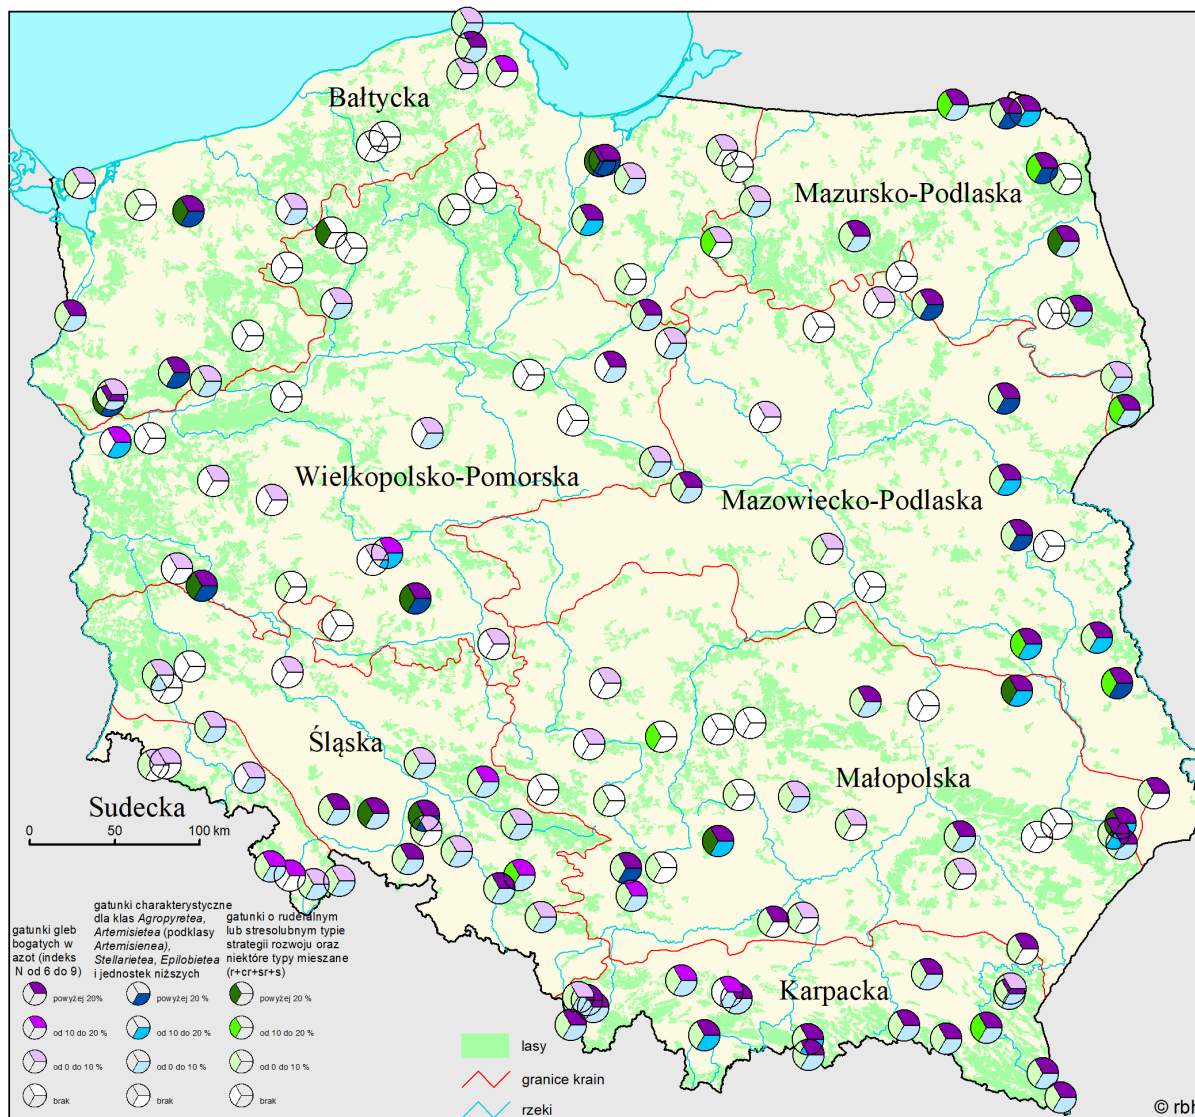 Bałtycka
Mazursko-Podlaska
Wielkopolsko-Pomorska
Mazowiecko-Podlaska
Śląska
Małopolska
Sudecka
Karpacka
0 50 100 km
gatunki gleb
bogatych w
azot (indeks
N od 6 do 9)
powyżej 20%
od 10 do 20 %
od 0 do 10 %
brak
gatunki charakterystyczne
dla klas Agropyretea,
Artemisietea (podklasy
Artemisienea),
Stellarietea, Epilobietea
i jednostek niższych
powyżej 20 %
od 10 do 20 %
od 0 do 10 %
brak
gatunki o ruderalnym
lub stresolubnym typie
strategii rozwoju oraz
niektóre typy mieszane
(r+cr+sr+s)
powyżej 20 %
od 10 do 20 %
od 0 do 10 %
brak
lasy
granice krain
rzeki